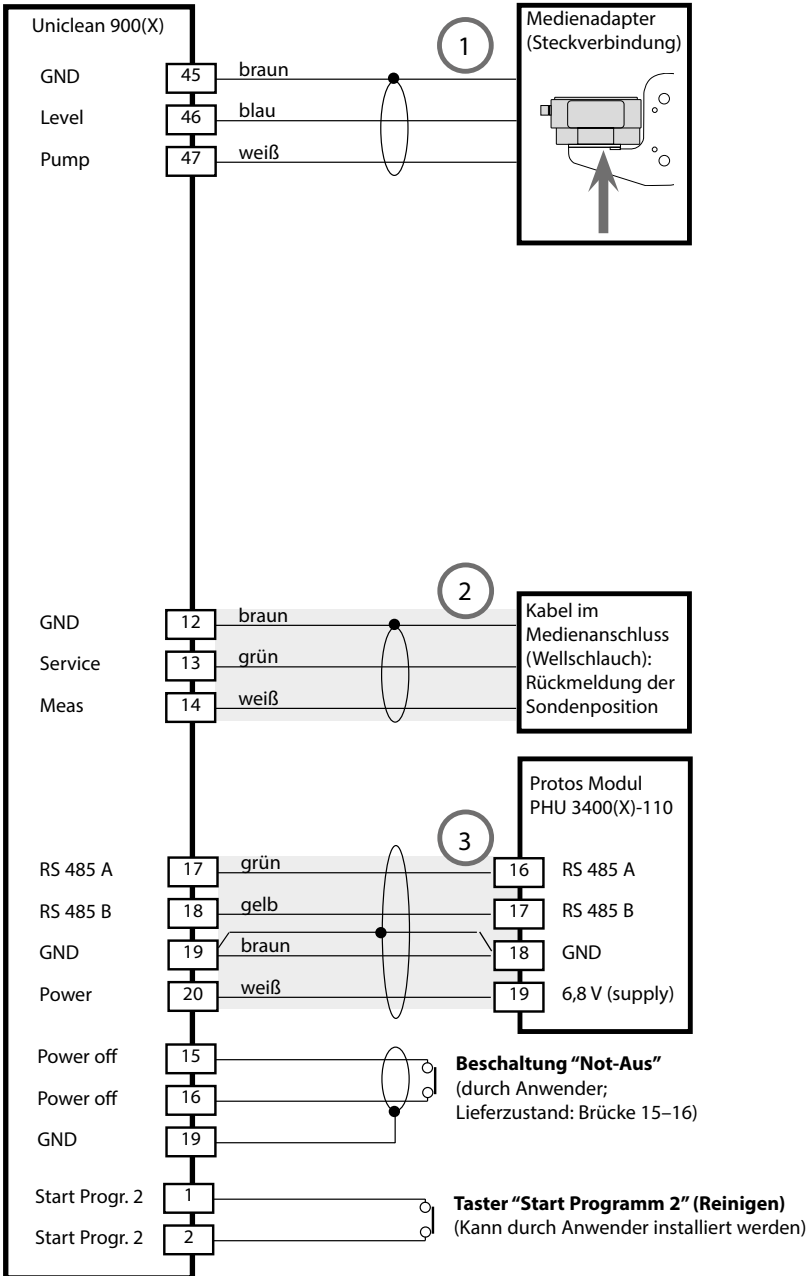 Uniclean 900(X)
1
Medienadapter
(Steckverbindung)
GND 45 braun
Level 46 blau
Pump 47 weiß
2
GND 12 braun
Service 13 grün
Meas 14 weiß
Kabel im
Medienanschluss
(Wellschlauch):
Rückmeldung der
Sondenposition
Protos Modul
PHU 3400(X)-110
3
RS 485 A 17 grün 16 RS 485 A
RS 485 B 18 gelb 17 RS 485 B
GND 19 braun 18 GND
Power 20 weiß 19 6,8 V (supply)
Power off 15
Power off 16
GND 19
Beschaltung “Not-Aus”
(durch Anwender;
Lieferzustand: Brücke 15–16)
Start Progr. 2 1
Start Progr. 2 2
Taster “Start Programm 2” (Reinigen)
(Kann durch Anwender installiert werden)